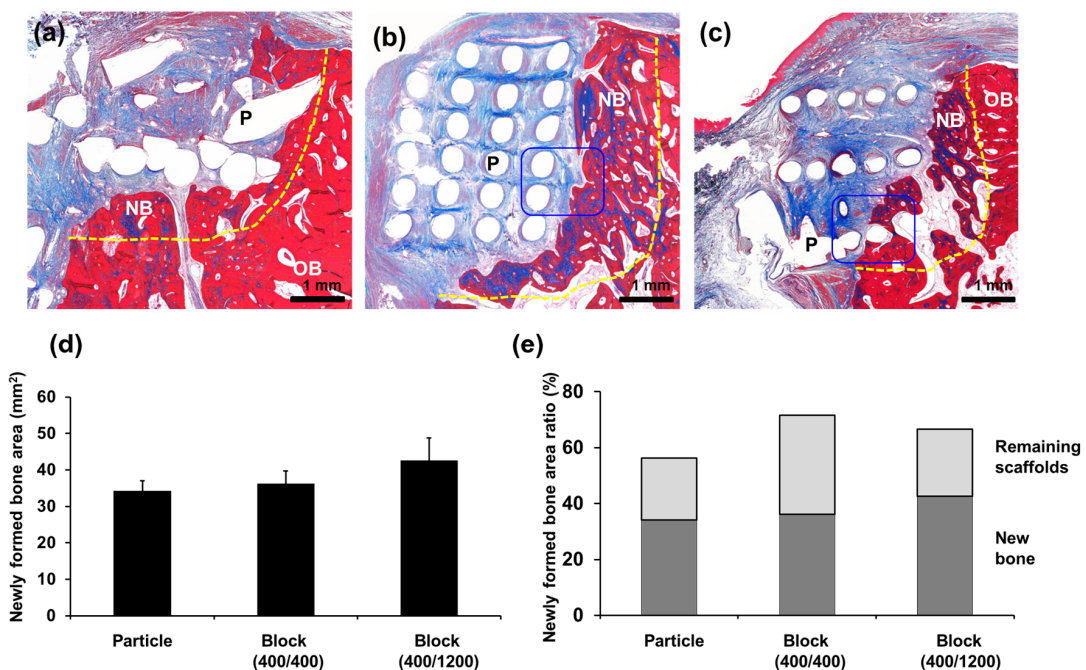 (a)
P
NB
OB
1 mm
(b)
NB
P
1 mm
(c)
OB
NB
P
1 mm
(d)
Newly formed bone area (mm²)
60
50
40
30
20
10
0
Particle
Block
(400/400)
Block
(400/1200)
(e)
Newly formed bone area ratio (%)
80
60
40
20
0
Particle
Block
(400/400)
Block
(400/1200)
Remaining
scaffolds
New
bone